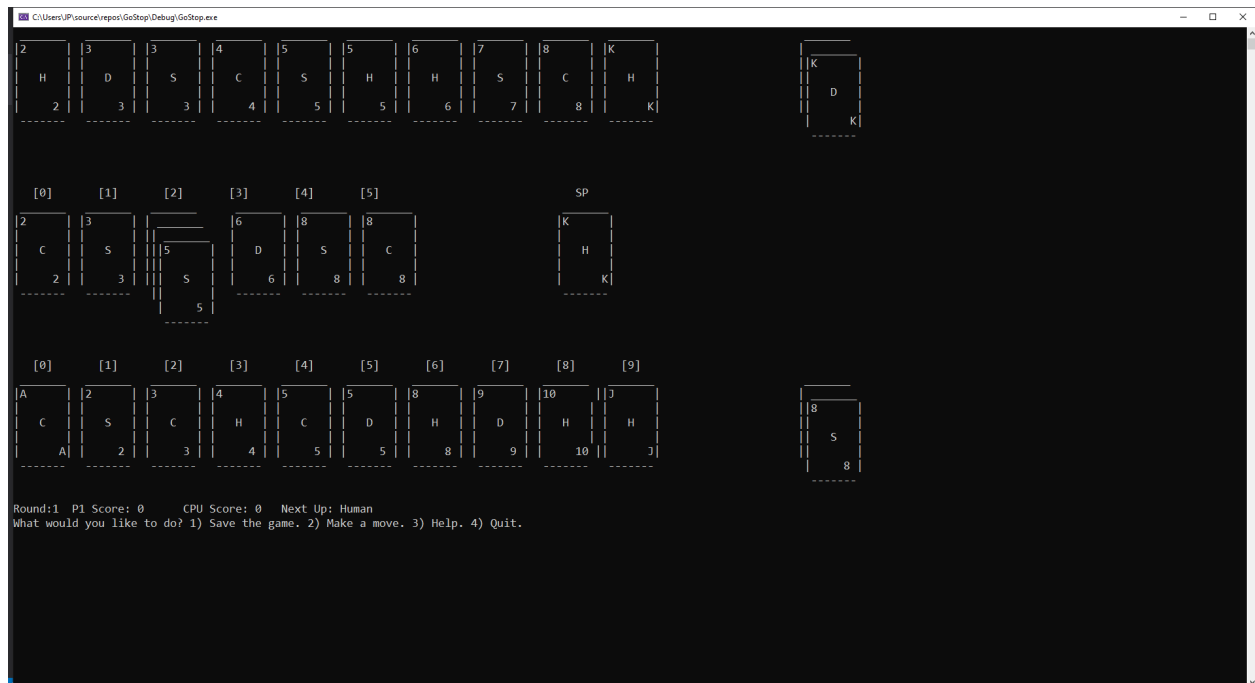 C:\Users\JP\source\repos\GoStop\Debug\GoStop.exe
2 3 3 4 5 5 6 7 8 K
K
H D S C S H H S C H
D
2 3 3 4 5 5 6 7 8 K
K
[0] [1] [2] [3] [4] [5] SP
2 3 6 8 8 K
C S 5 D S C H
2 3 S 6 8 8 K
5
[0] [1] [2] [3] [4] [5] [6] [7] [8] [9]
A 2 3 4 5 5 8 9 10 J
8
C S C H C D H D H H
S
A 2 3 4 5 5 8 9 10 J
8
Round:1 P1 Score: 0 CPU Score: 0 Next Up: Human
What would you like to do? 1) Save the game. 2) Make a move. 3) Help. 4) Quit.